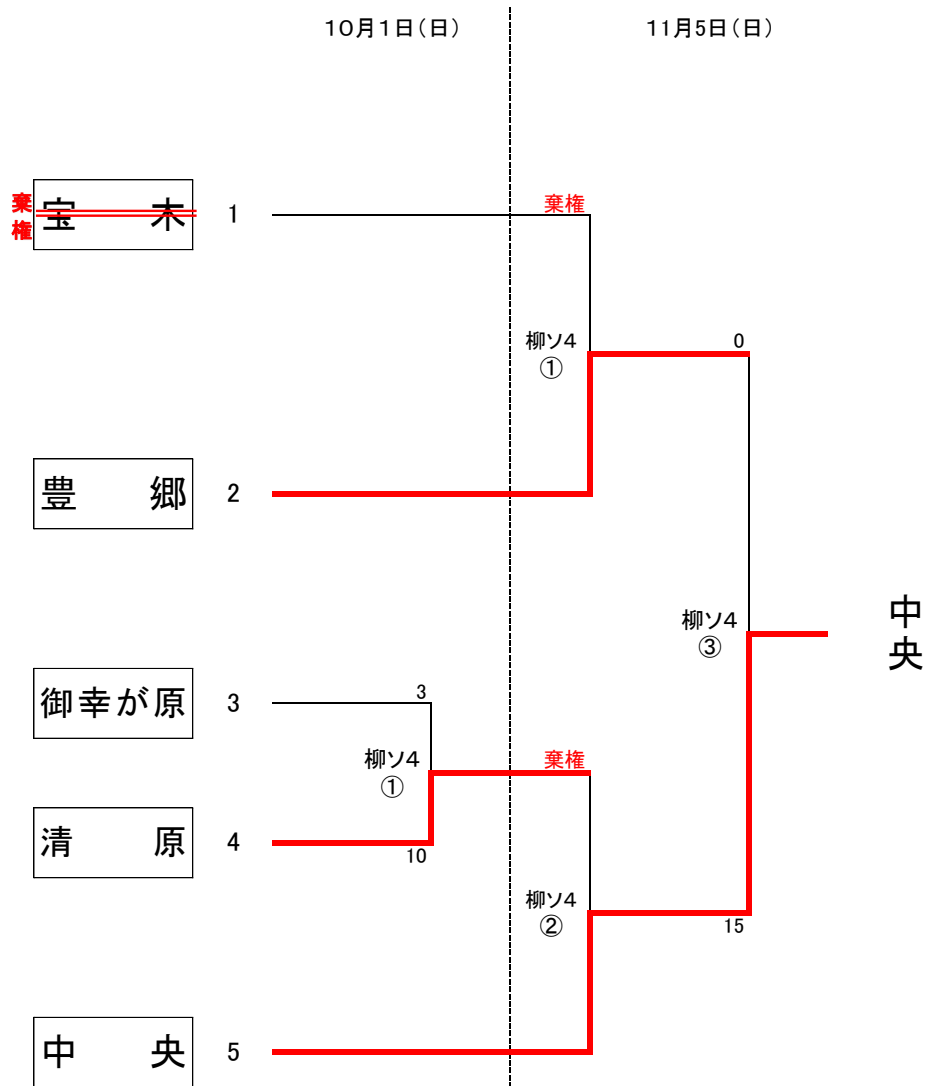 10月1日(日)
11月5日(日)
棄権
宝木
1
棄権
柳ソ4
①
0
豊郷
2
柳ソ4
③
中央
御幸が原
3
3
柳ソ4
①
棄権
清原
4
10
柳ソ4
②
15
中央
5